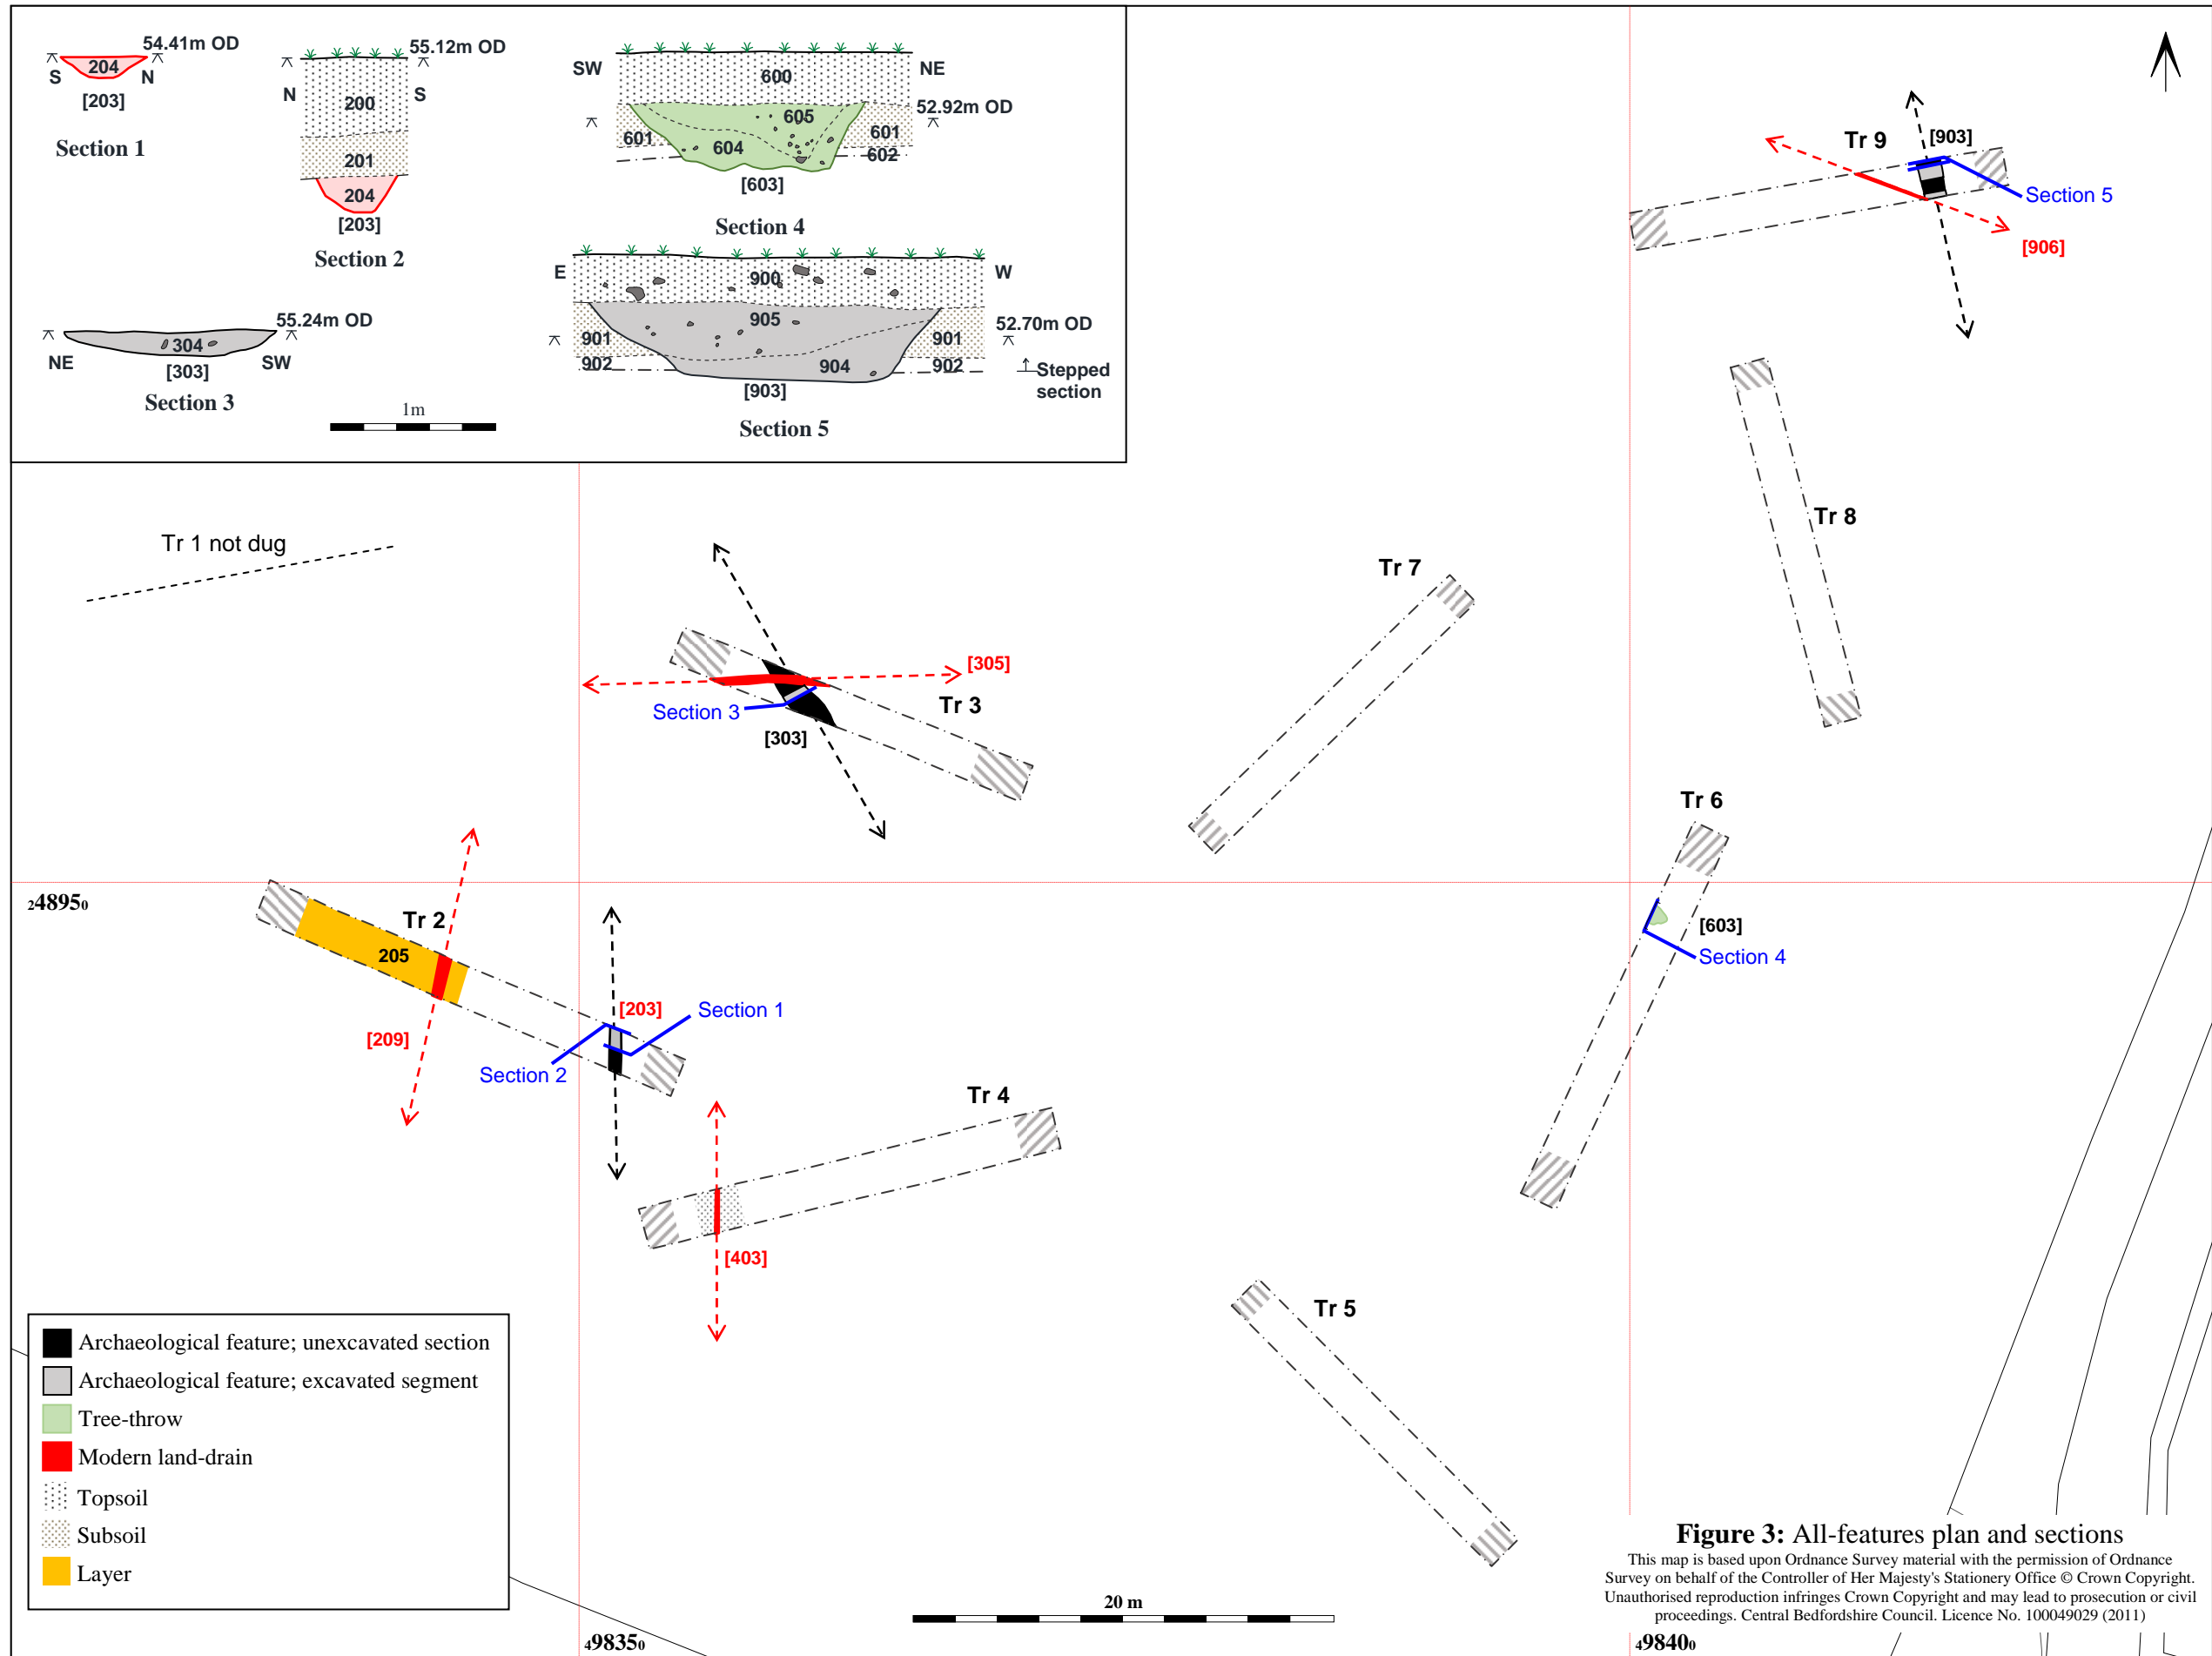 54.41m OD
204
S N
[203]
Section 1
55.12m OD
N S
200
201
204
[203]
Section 2
55.24m OD
304
NE SW
[303]
Section 3
1m
SW NE
600
52.92m OD
605
601 601
604 602
[603]
Section 4
E W
900
905
52.70m OD
901 901
902 904 902
Stepped
section
[903]
Section 5
Tr 9
[903]
Section 5
[906]
Tr 8
Tr 1 not dug
Tr 7
[305]
Section 3
Tr 3
[303]
Tr 6
[603]
Section 4
248950
Tr 2
205
[209]
[203]
Section 1
Section 2
Tr 4
[403]
Tr 5
Archaeological feature; unexcavated section
Archaeological feature; excavated segment
Tree-throw
Modern land-drain
Topsoil
Subsoil
Layer
20 m
498350
498400
Figure 3: All-features plan and sections
This map is based upon Ordnance Survey material with the permission of Ordnance
Survey on behalf of the Controller of Her Majesty's Stationery Office © Crown Copyright.
Unauthorised reproduction infringes Crown Copyright and may lead to prosecution or civil
proceedings. Central Bedfordshire Council. Licence No. 100049029 (2011)